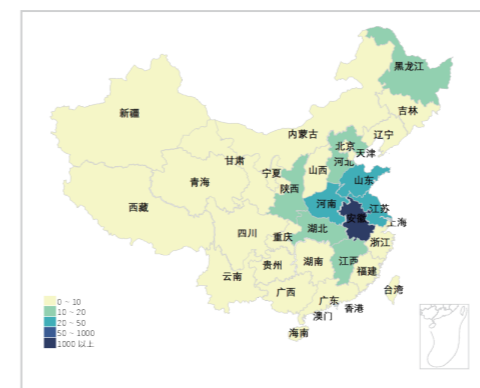 黑龙江
吉林
新疆
辽宁
内蒙古
北京
天津
甘肃
河北
山西
宁夏
山东
青海
陕西
河南
江苏
西藏
安徽
上海
湖北
四川
重庆
浙江
湖南
江西
贵州
福建
云南
广西
台湾
广东
香港
澳门
海南
0 ~ 10
10 ~ 20
20 ~ 50
50 ~ 1000
1000 以上